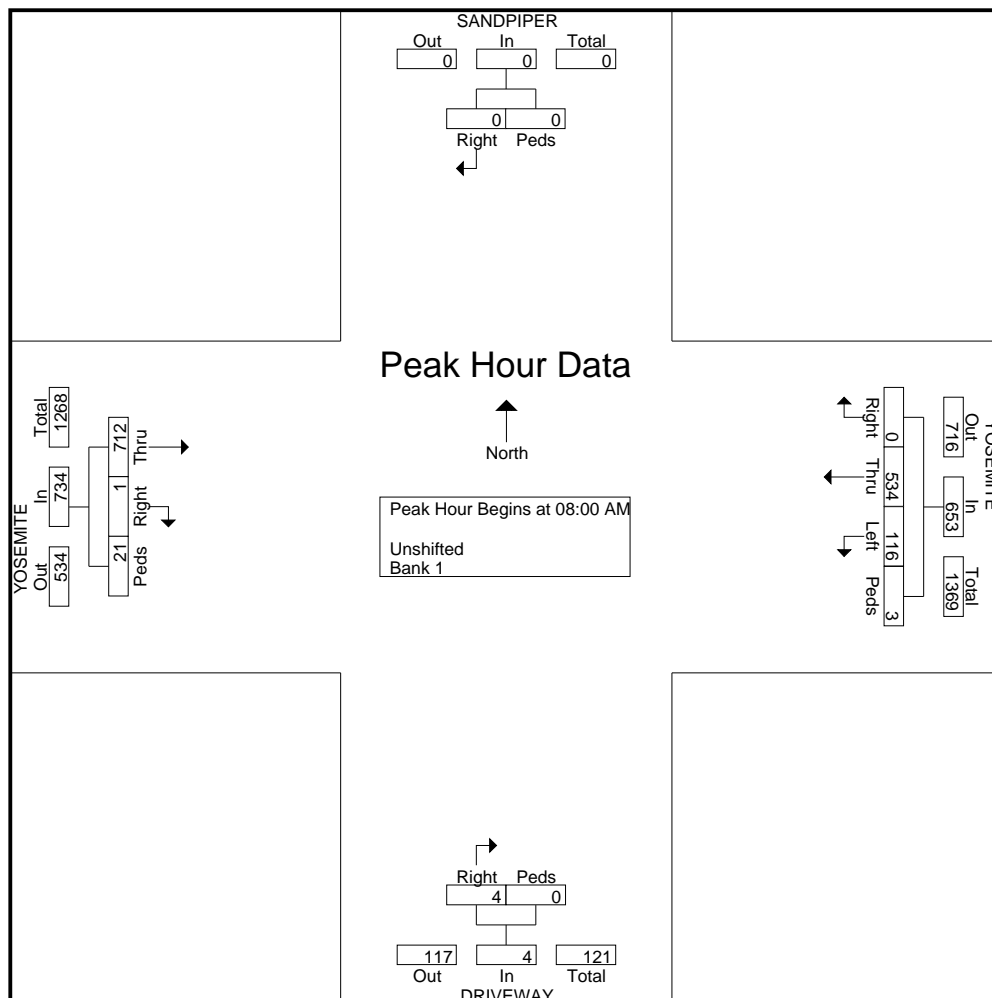 SANDPIPER
Out In Total
0 0 0
0 0
Right Peds
Peak Hour Data
North
Peak Hour Begins at 08:00 AM
Unshifted
Bank 1
YOSEMITE
Total In Out
1268 734 534
712 1 21
Thru Right Peds
YOSEMITE
Out In Total
716 653 1369
0 534 116 3
Right Thru Left Peds
Right Peds
4 0
117 4 121
Out In Total
DRIVEWAY